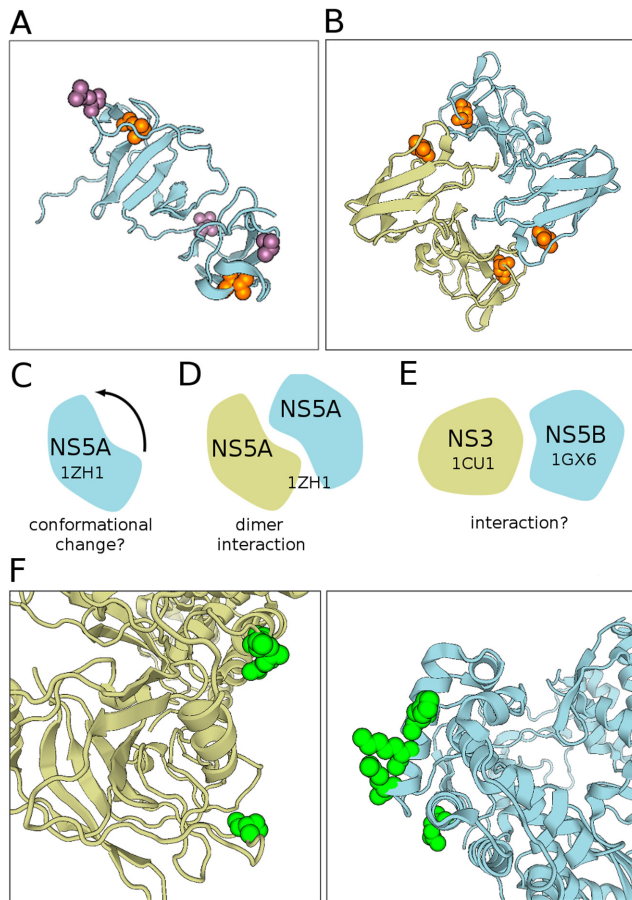 A
B
C
D
E
NS5A
1ZH1
conformational
change?
NS5A
NS5A
1ZH1
dimer
interaction
NS3
1CU1
NS5B
1GX6
interaction?
F